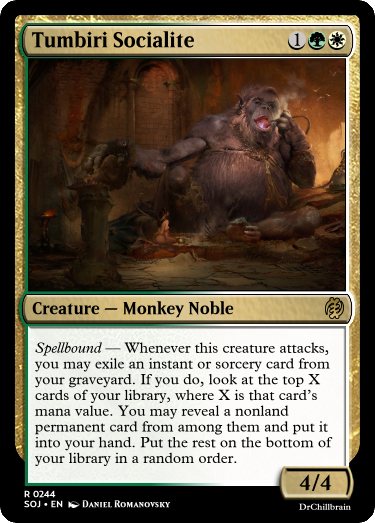 Tumbiri Socialite 1
Creature — Monkey Noble
Spellbound — Whenever this creature attacks,
you may exile an instant or sorcery card from
your graveyard. If you do, look at the top X
cards of your library, where X is that card's
mana value. You may reveal a nonland
permanent card from among them and put it
into your hand. Put the rest on the bottom of
your library in a random order.
4/4
R 0244
SOJ • EN Daniel Romanovsky
DrChillbrain